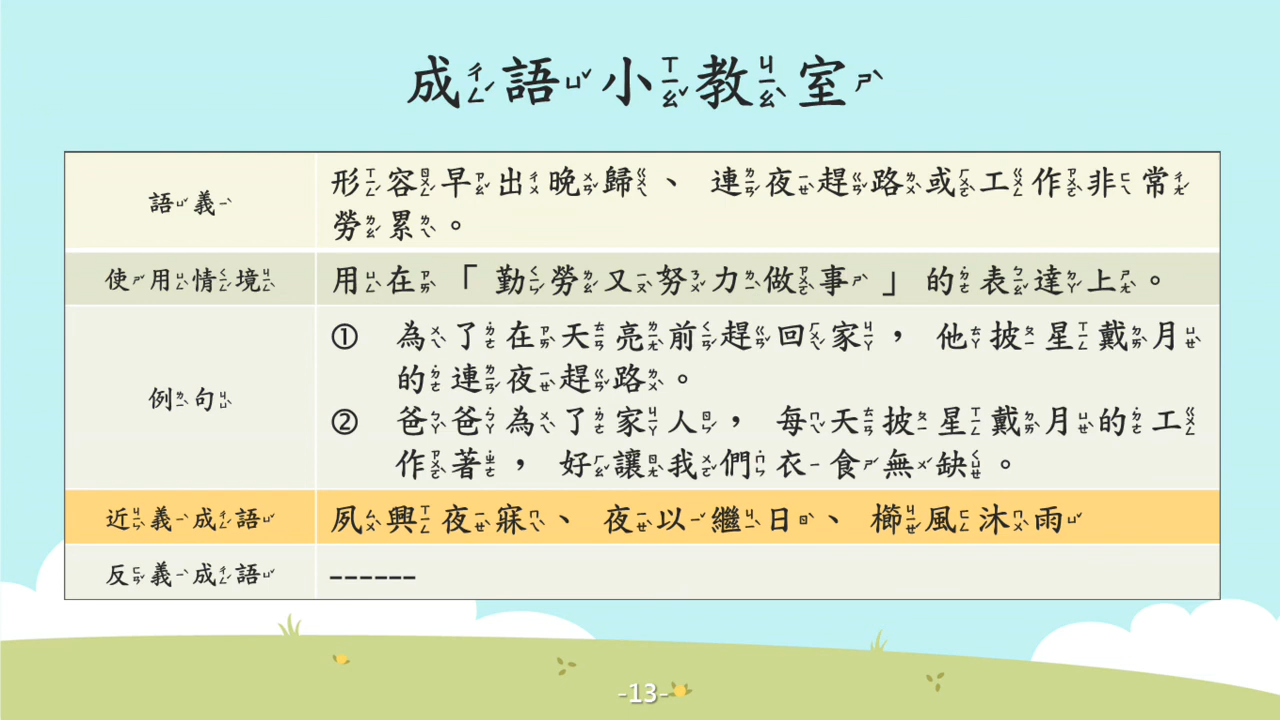 成語小教室
語義
形容早出晚歸、連夜趕路或工作非常
勞累。
使用情境
用在「勤勞又努力做事」的表達上。
例句
① 為了在天亮前趕回家，他披星戴月
的連夜趕路。
② 爸爸為了家人，每天披星戴月的工
作著，好讓我們衣食無缺。
近義成語
夙興夜寐、夜以繼日、櫛風沐雨
反義成語
------
-13-